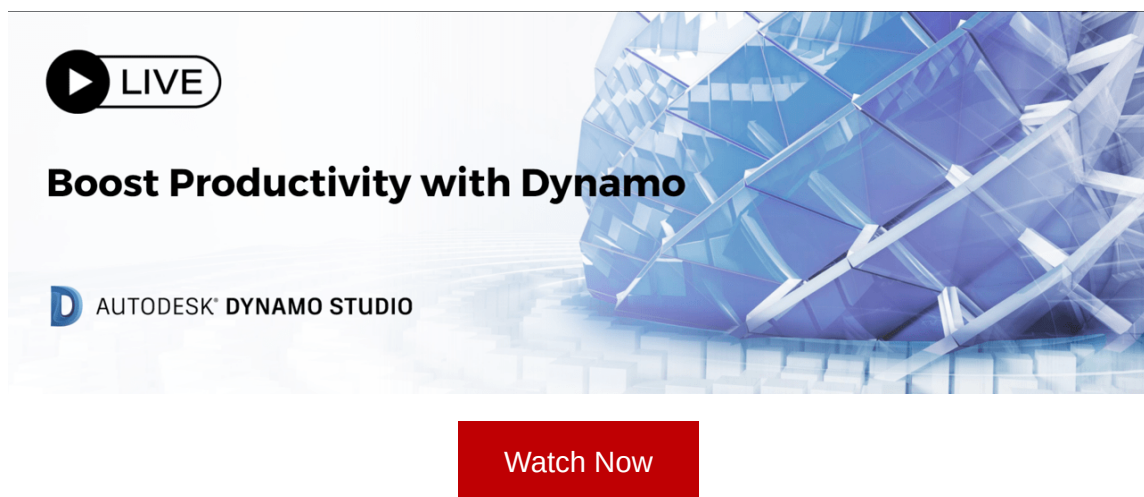 LIVE
Boost Productivity with Dynamo
AUTODESK® DYNAMO STUDIO
Watch Now